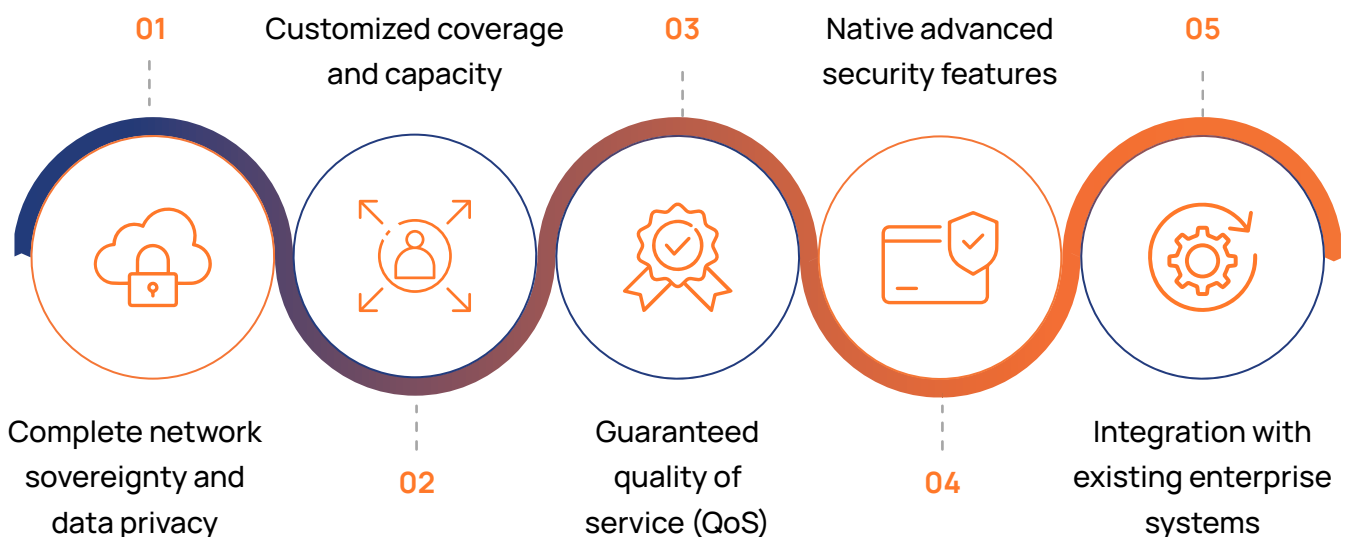 01
Complete network
sovereignty and
data privacy
Customized coverage
and capacity
02
03
Guaranteed
quality of
service (QoS)
Native advanced
security features
04
05
Integration with
existing enterprise
systems